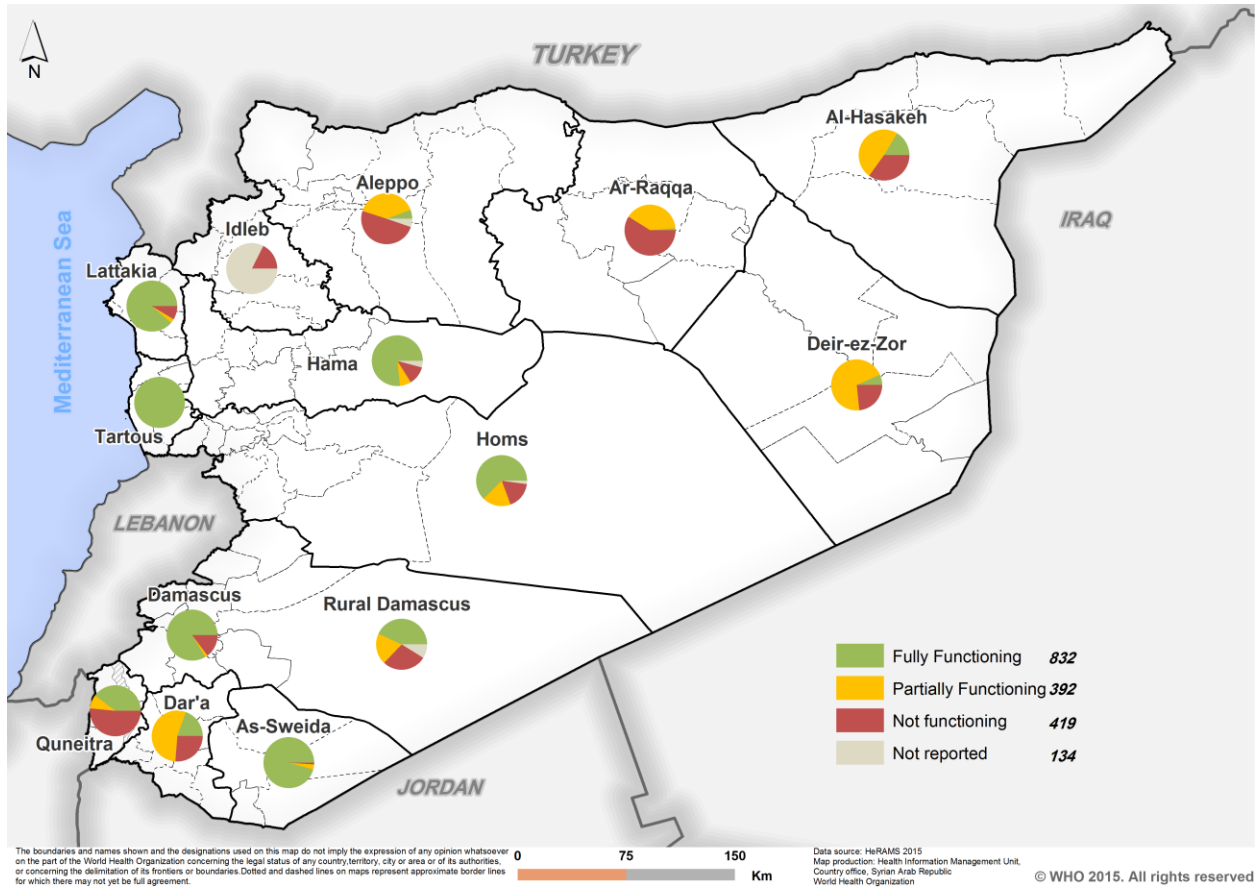 N
TURKEY
Al-Hasakeh
Aleppo
Ar-Raqqa
IRAQ
Idleb
Mediterranean Sea
Lattakia
Deir-ez-Zor
Hama
Tartous
Homs
LEBANON
Damascus
Rural Damascus
Fully Functioning 832
Partially Functioning 392
Dar'a
As-Sweida
Not functioning 419
Quneitra
Not reported 134
JORDAN
The boundaries and names shown and the designations used on this map do not imply the expression of any opinion whatsoever
on the part of the World Health Organization concerning the legal status of any country,territory, city or area or of its authorities,
or concerning the delimitation of its frontiers or boundaries.Dotted and dashed lines on maps represent approximate border lines
for which there may not yet be full agreement.
0 75 150
Km
Data source: HeRAMS 2015
Map production: Health Information Management Unit,
Country office, Syrian Arab Republic
World Health Organization
© WHO 2015. All rights reserved